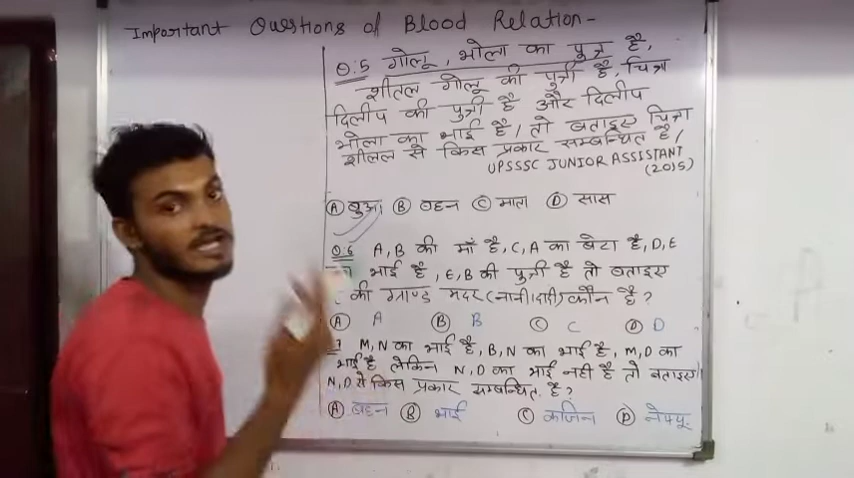 Important Questions of Blood Relation -
Q:5 गोलू, भोला का पुत्र है,
शीतल गोलू की पुत्री है, चित्रा
दिलीप की पुत्री है और दिलीप
भोला का भाई है, तो बताइए चित्रा
शीतल से किस प्रकार सम्बन्धित है,
UPSSSC JUNIOR ASSISTANT
(2015)
A बुआ B बहन C माता D सास
Q:6 A, B की माँ है, C, A का बेटा है, D, E
भाई है, E, B की पुत्री है तो बताइए
की ग्राण्ड मदर (नानी/दादी) कौन है?
A A B B C C D D
M, N का भाई है, B, N का भाई है, M, D का
भाई है लेकिन N, D का भाई नही है तो बताइए
N, D से किस प्रकार सम्बन्धित है?
A बहन B भाई C कजिन D नेफ्यू